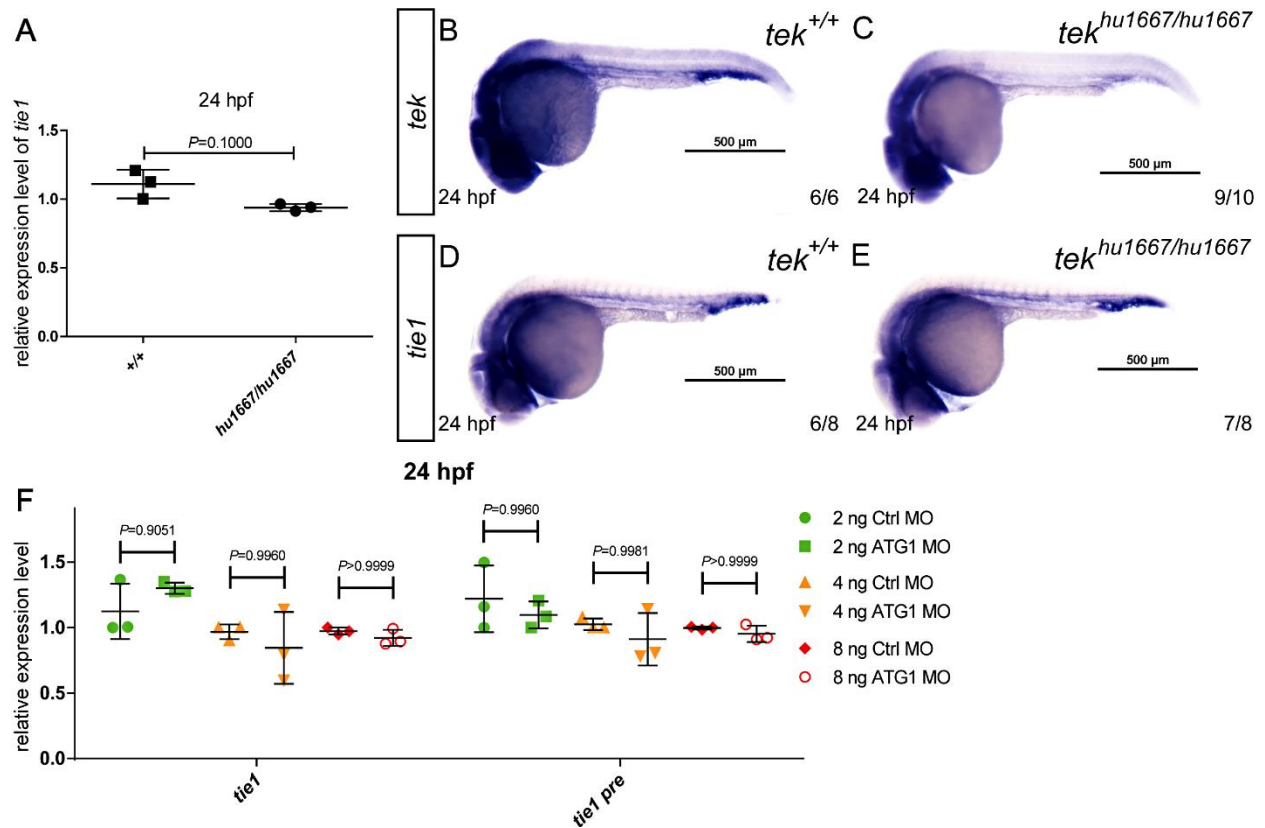 A
24 hpf
relative expression level of tie1
1.5
1.0
0.5
0.0
P=0.1000
+/+
hu1667/hu1667
tek
B
tek+/+
500 µm
24 hpf
6/6
C
tekhu1667/hu1667
500 µm
24 hpf
9/10
tie1
D
tek+/+
500 µm
24 hpf
6/8
E
tekhu1667/hu1667
500 µm
24 hpf
7/8
24 hpf
F
relative expression level
1.5
1.0
0.5
0.0
P=0.9051
P=0.9960
P>0.9999
P=0.9960
P=0.9981
P>0.9999
tie1
tie1 pre
2 ng Ctrl MO
2 ng ATG1 MO
4 ng Ctrl MO
4 ng ATG1 MO
8 ng Ctrl MO
8 ng ATG1 MO